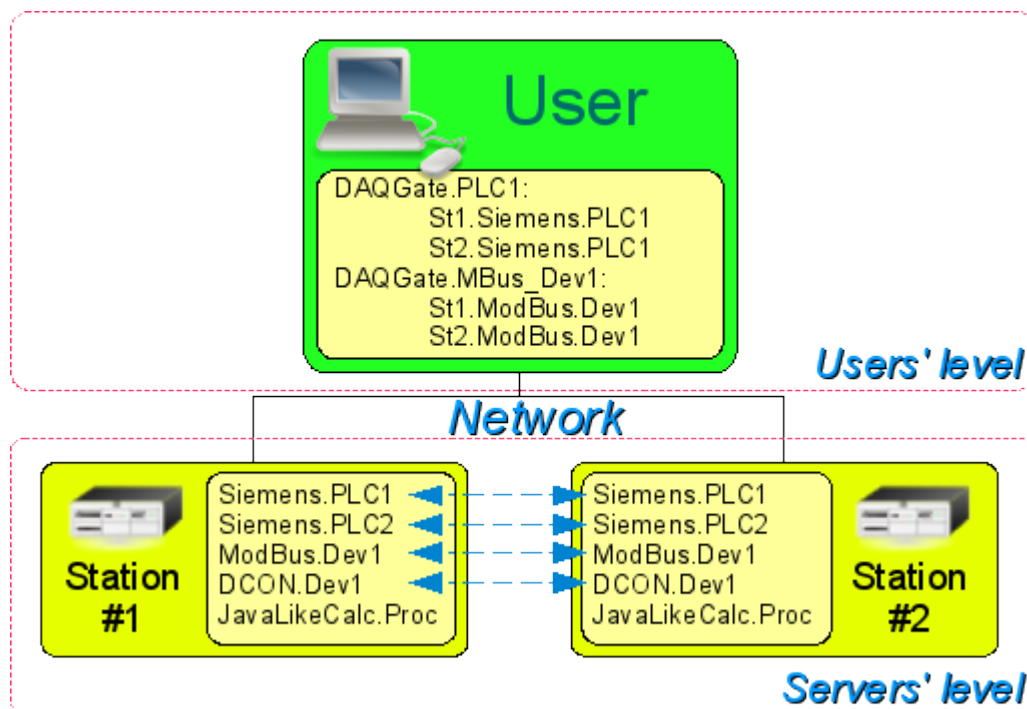 User
DAQGate.PLC1:
St1.Siemens.PLC1
St2.Siemens.PLC1
DAQGate.MBus_Dev1:
St1.ModBus.Dev1
St2.ModBus.Dev1
Users' level
Network
Station
#1
Siemens.PLC1
Siemens.PLC2
ModBus.Dev1
DCON.Dev1
JavaLikeCalc.Proc
Siemens.PLC1
Siemens.PLC2
ModBus.Dev1
DCON.Dev1
JavaLikeCalc.Proc
Station
#2
Servers' level